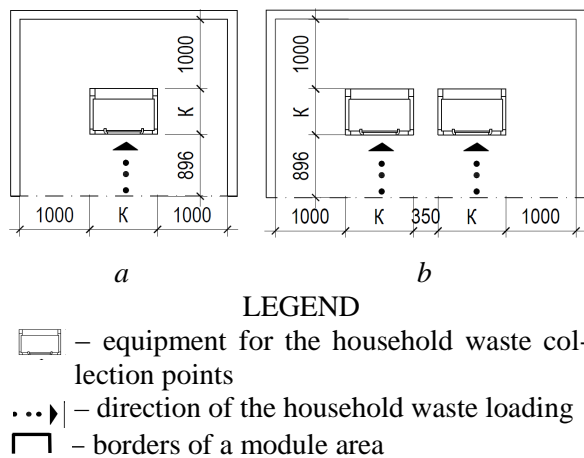 1000
K
896
1000 K 1000
1000
K
896
1000 K 350 K 1000
a b
LEGEND
– equipment for the household waste col-
lection points
– direction of the household waste loading
– borders of a module area